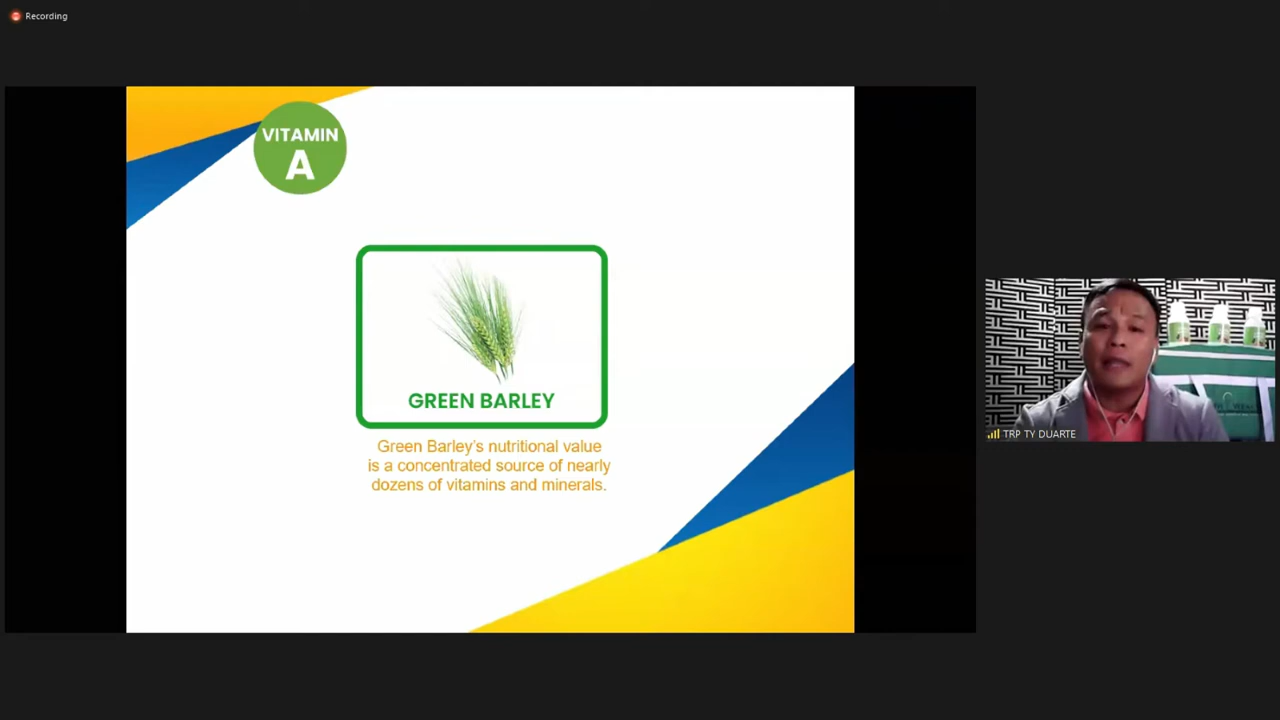 Recording
VITAMIN
A
GREEN BARLEY
Green Barley's nutritional value
is a concentrated source of nearly
dozens of vitamins and minerals.
TRP TY DUARTE